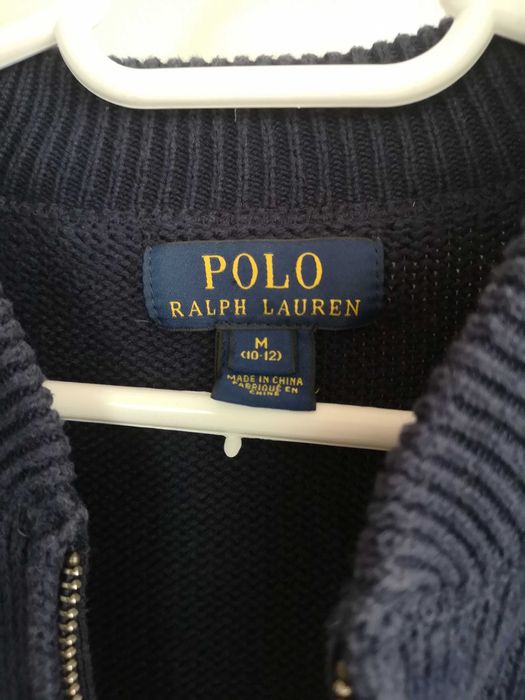 POLO
RALPH LAUREN
M
(10-12)
MADE IN CHINA
FABRIQUÉ EN
CHINE